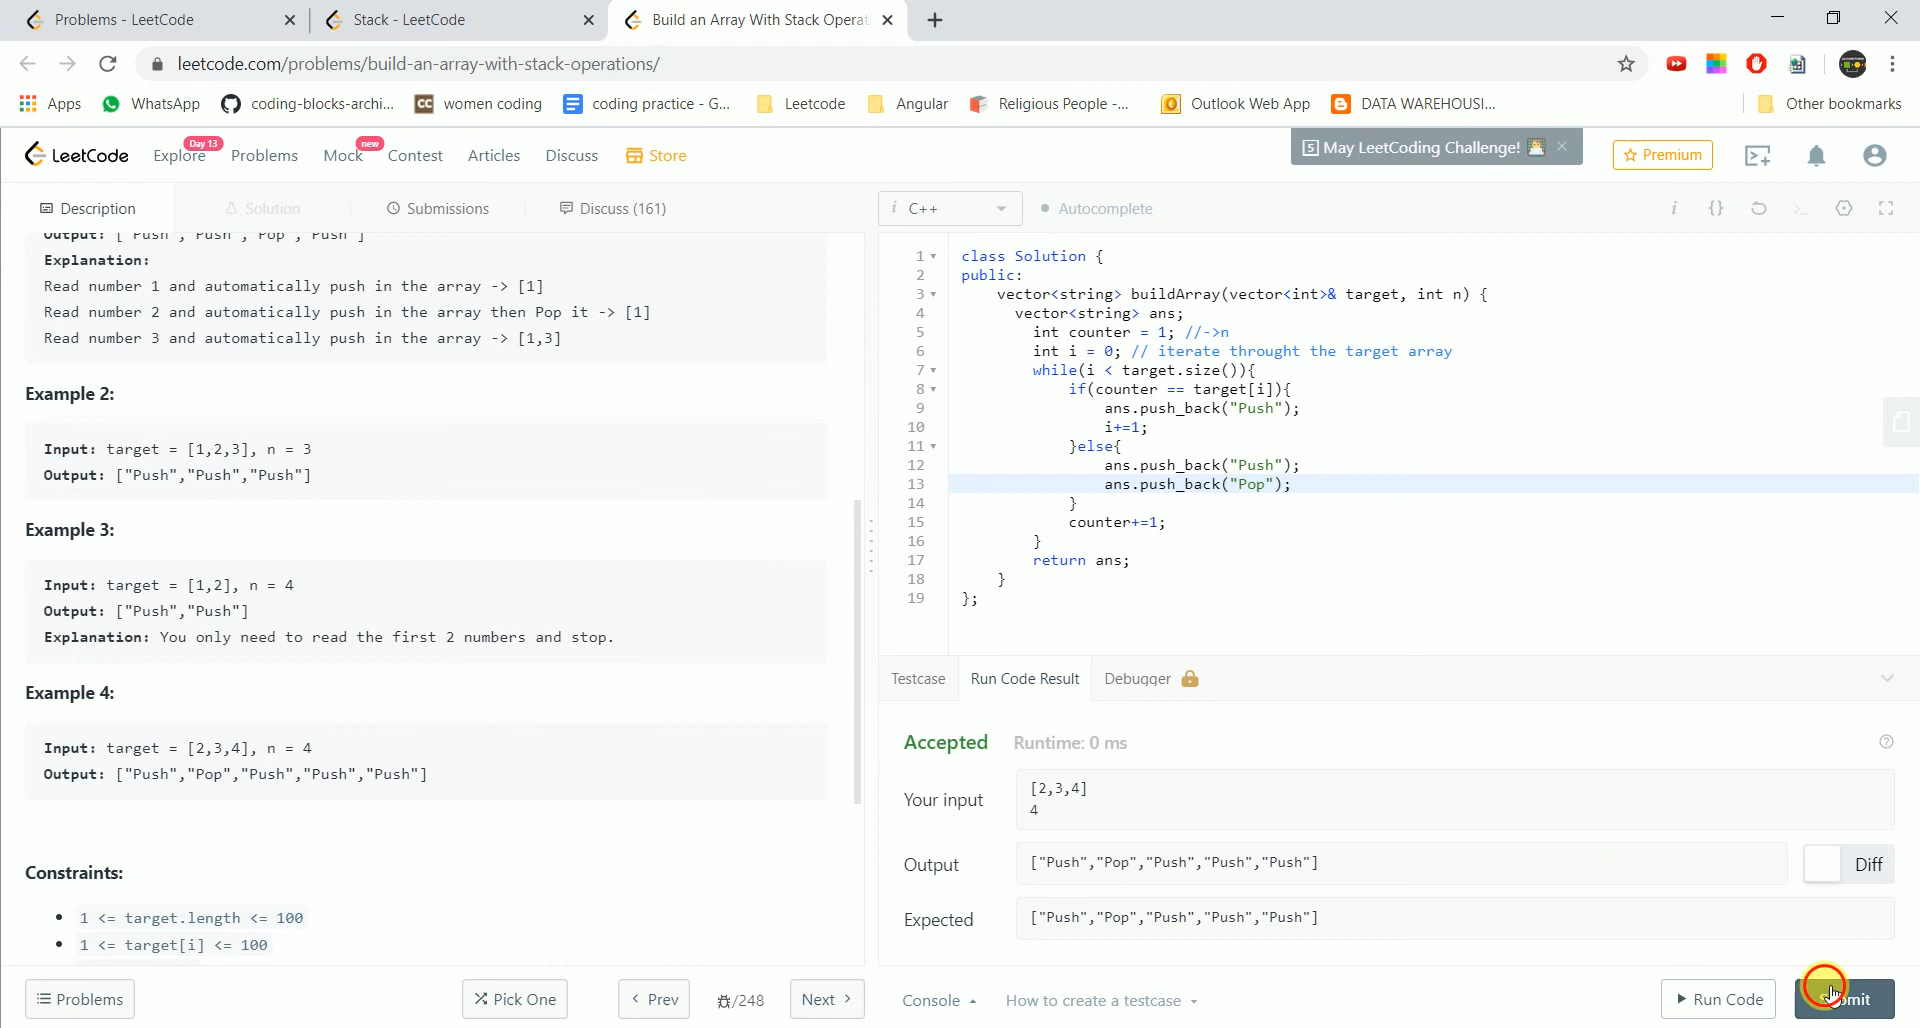 Problems - LeetCode
Stack - LeetCode
Build an Array With Stack Operat
leetcode.com/problems/build-an-array-with-stack-operations/
Apps
WhatsApp
coding-blocks-archi...
women coding
coding practice - G...
Leetcode
Angular
Religious People -...
Outlook Web App
DATA WAREHOUSI...
Other bookmarks
LeetCode
Explore
Day 13
Problems
Mock
new
Contest
Articles
Discuss
Store
5 May LeetCoding Challenge!
Premium
Description
Solution
Submissions
Discuss (161)
i C++
Autocomplete
Output: ["Push","Push","Pop","Push"]
Explanation:
Read number 1 and automatically push in the array -> [1]
Read number 2 and automatically push in the array then Pop it -> [1]
Read number 3 and automatically push in the array -> [1,3]
Example 2:
Input: target = [1,2,3], n = 3
Output: ["Push","Push","Push"]
Example 3:
Input: target = [1,2], n = 4
Output: ["Push","Push"]
Explanation: You only need to read the first 2 numbers and stop.
Example 4:
Input: target = [2,3,4], n = 4
Output: ["Push","Pop","Push","Push","Push"]
Constraints:
1 <= target.length <= 100
1 <= target[i] <= 100
Problems
Pick One
Prev
/248
Next
1 class Solution {
2 public:
3 vector<string> buildArray(vector<int>& target, int n) {
4 vector<string> ans;
5 int counter = 1; //->n
6 int i = 0; // iterate throught the target array
7 while(i < target.size()){
8 if(counter == target[i]){
9 ans.push_back("Push");
10 i+=1;
11 }else{
12 ans.push_back("Push");
13 ans.push_back("Pop");
14 }
15 counter+=1;
16 }
17 return ans;
18 }
19 };
Testcase
Run Code Result
Debugger
Accepted Runtime: 0 ms
Your input
[2,3,4]
4
Output
["Push","Pop","Push","Push","Push"]
Diff
Expected
["Push","Pop","Push","Push","Push"]
Console
How to create a testcase
Run Code